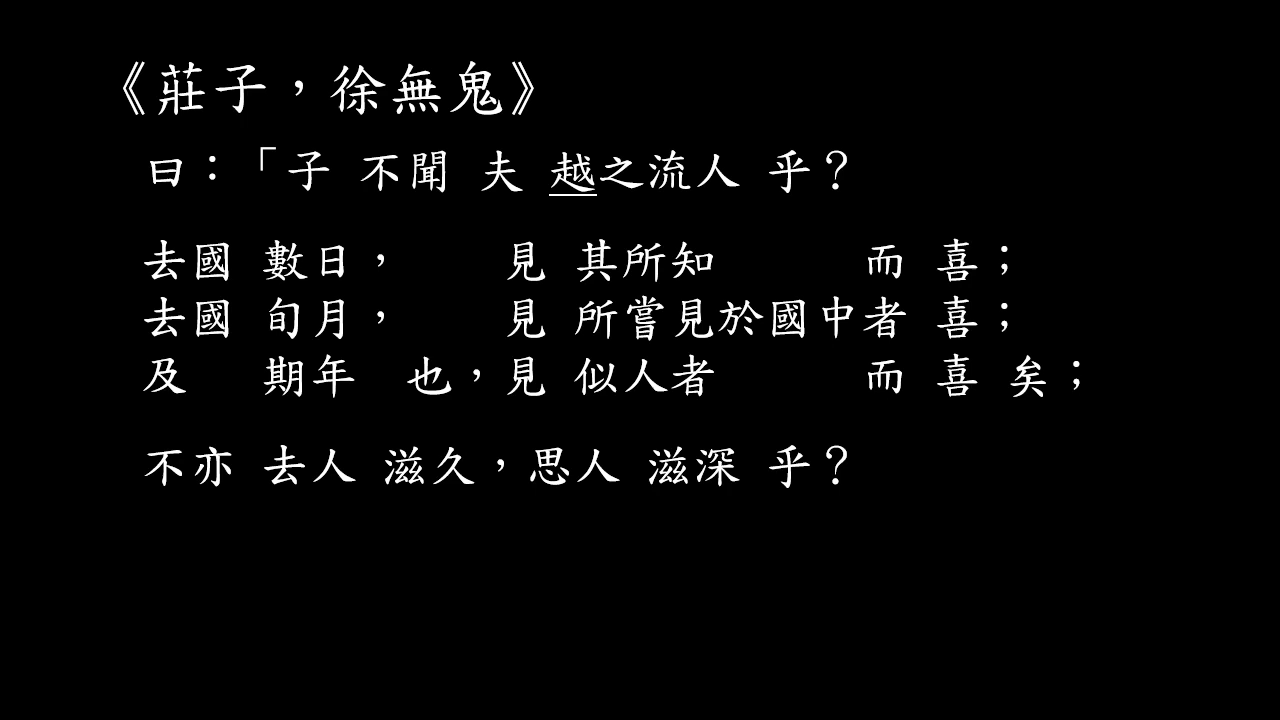 《莊子，徐無鬼》
曰：「子 不聞 夫 越之流人 乎？
去國 數日， 見 其所知 而 喜；
去國 旬月， 見 所嘗見於國中者 喜；
及 期年 也，見 似人者 而 喜 矣；
不亦 去人 滋久，思人 滋深 乎？